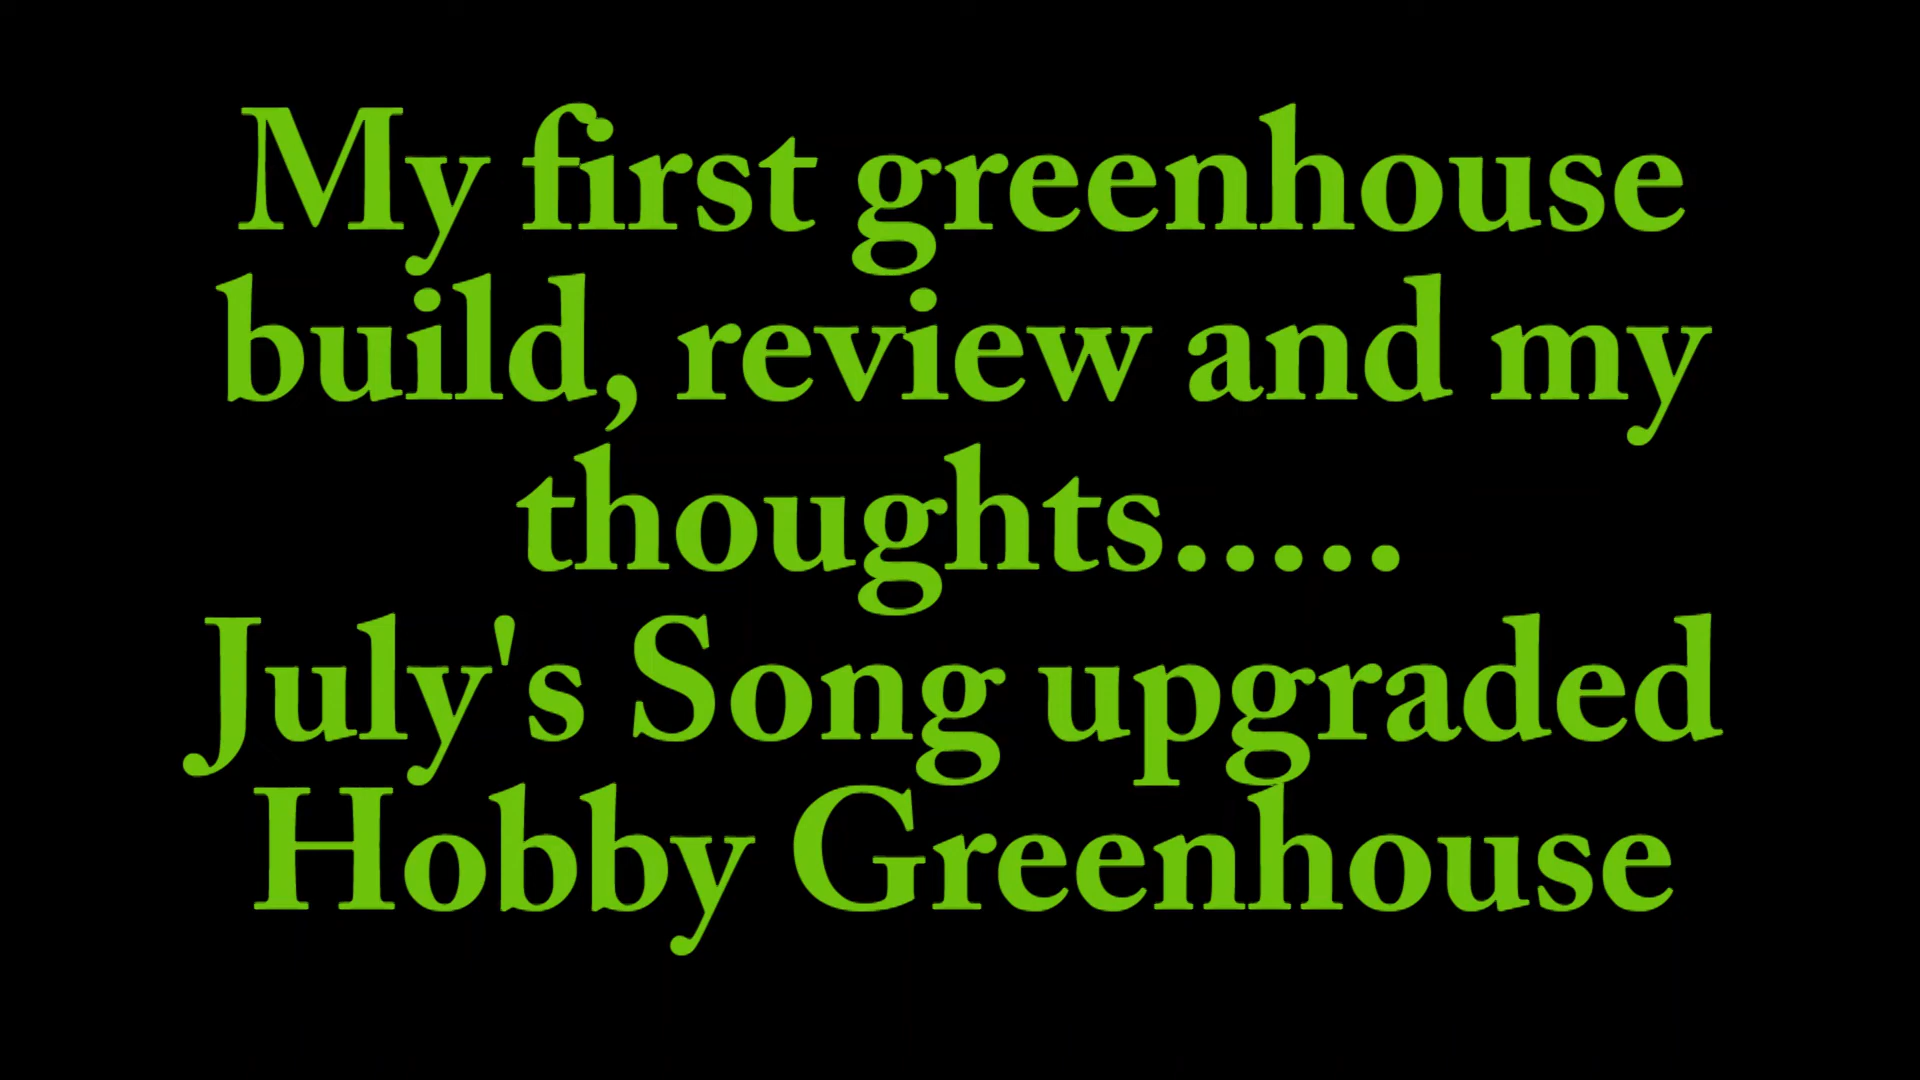 My first greenhouse
build, review and my
thoughts.....
July's Song upgraded
Hobby Greenhouse